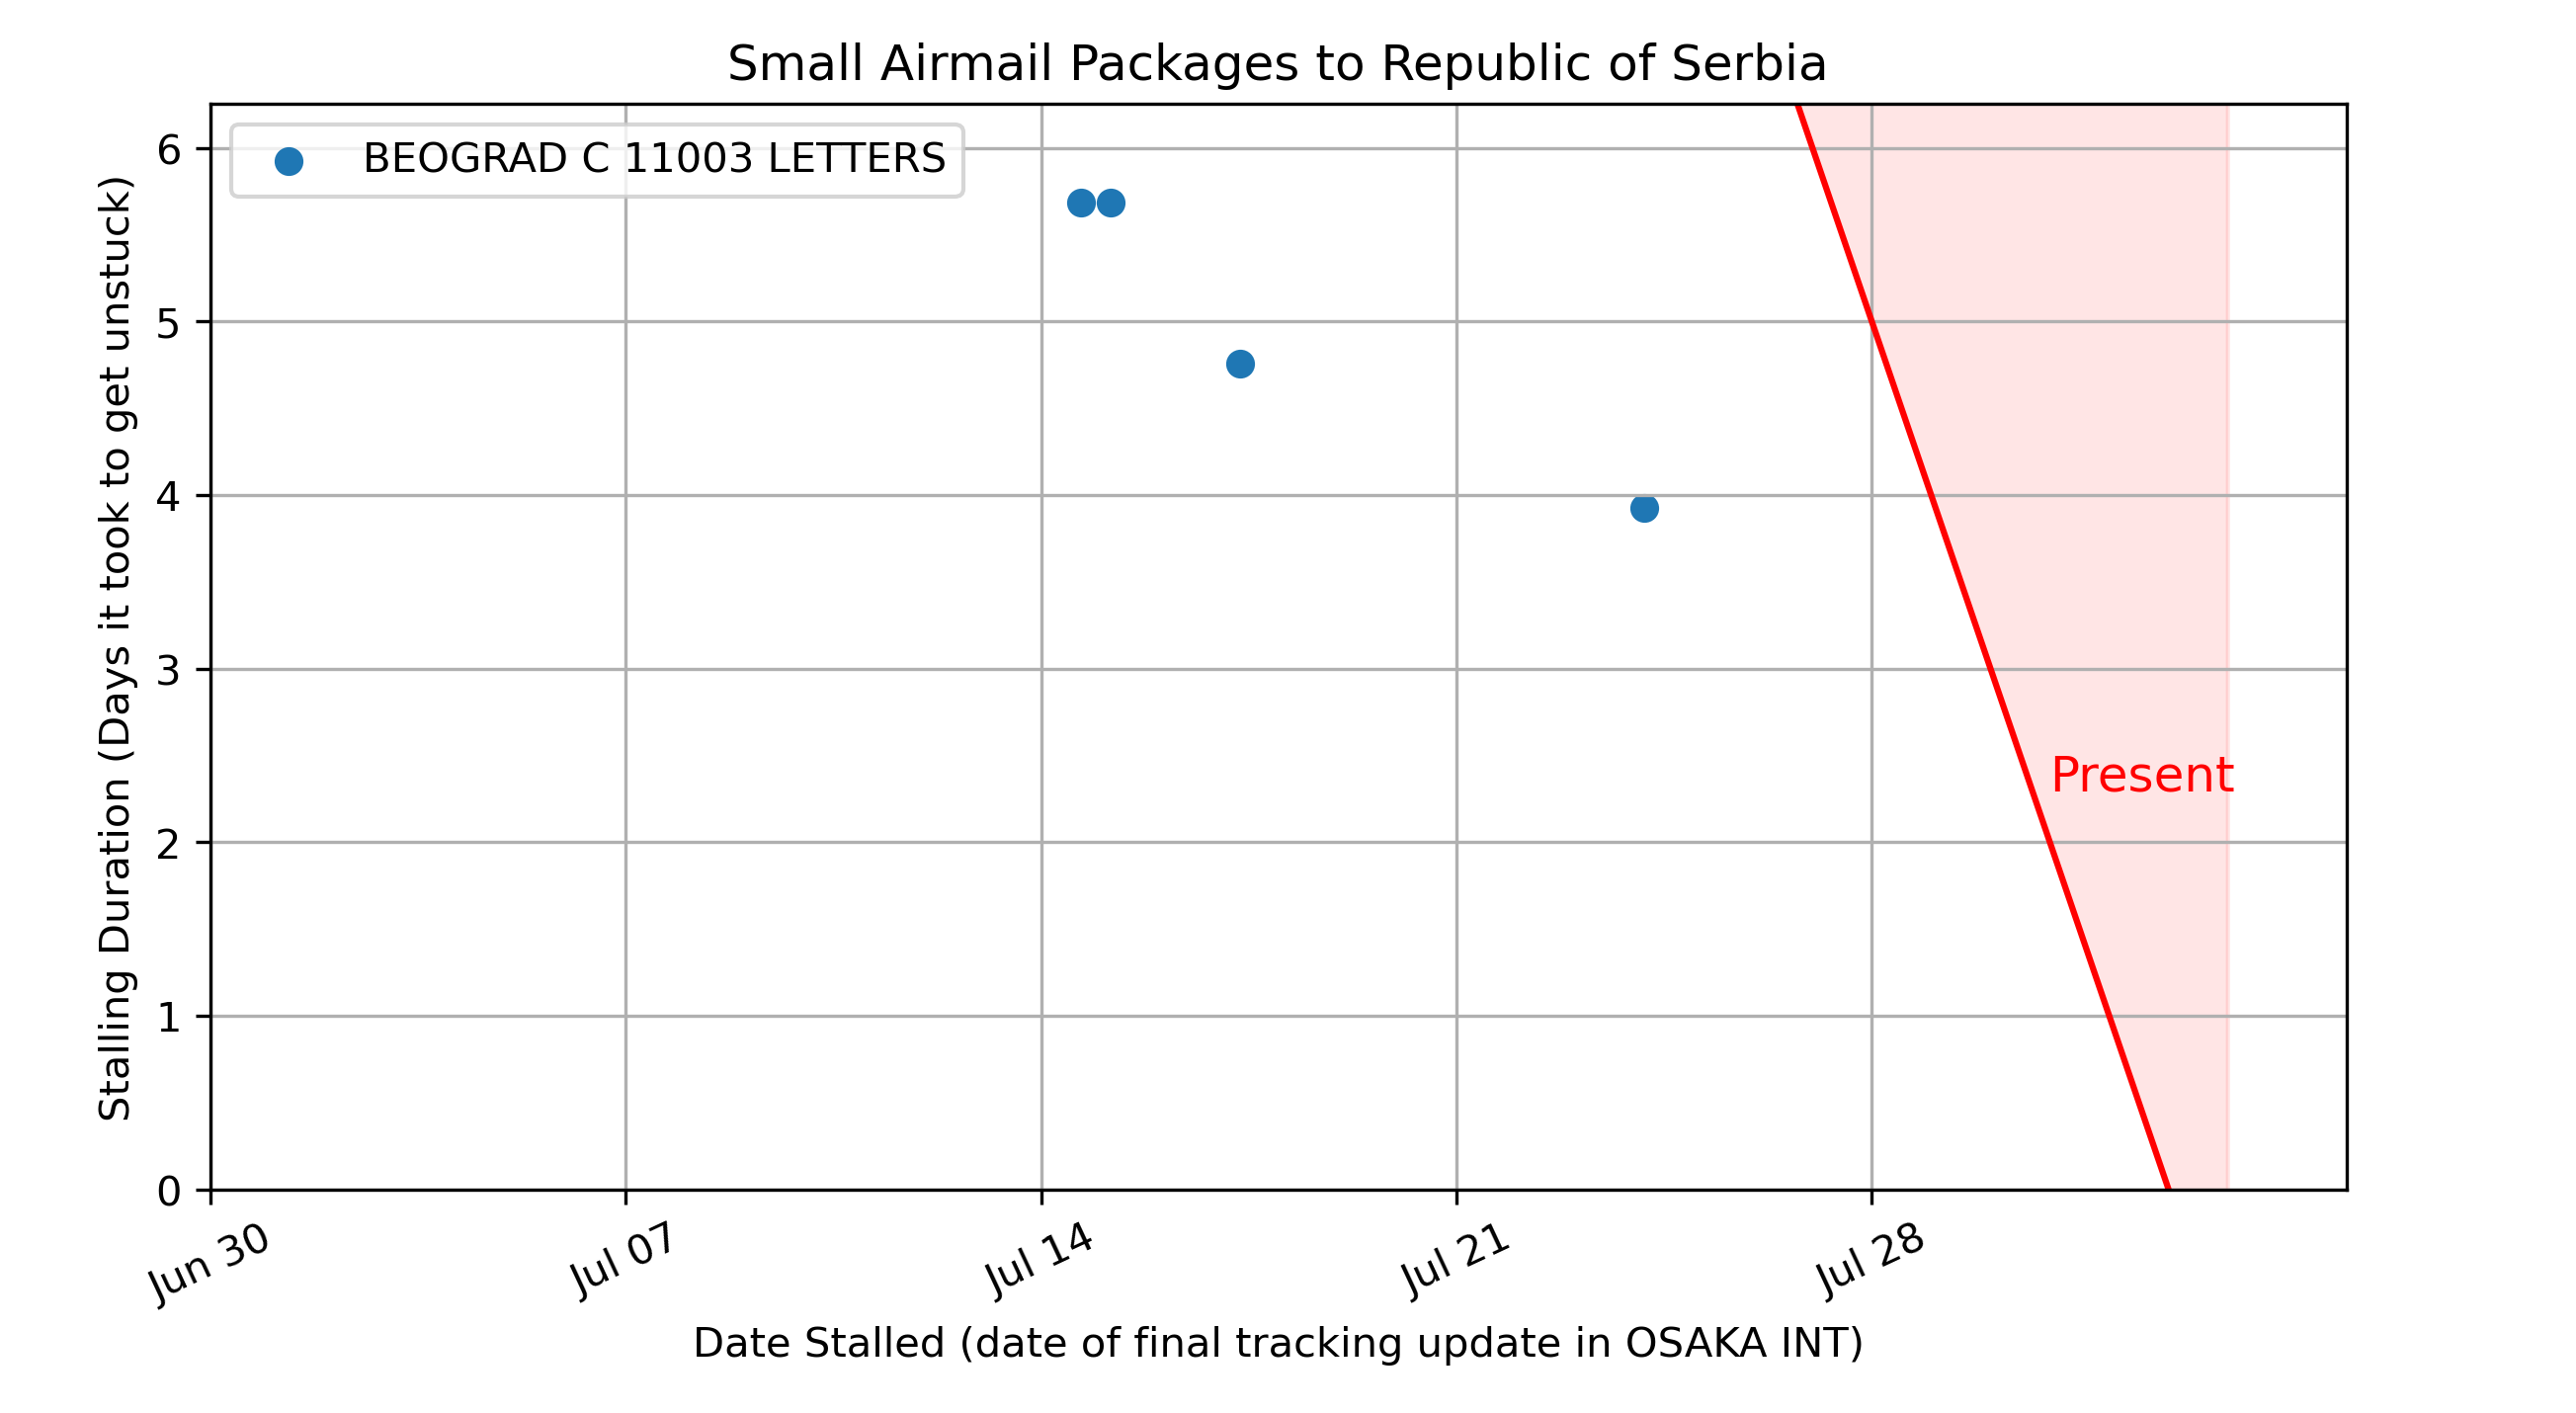 Small Airmail Packages to Republic of Serbia
BEOGRAD C 11003 LETTERS
Stalling Duration (Days it took to get unstuck)
6
5
4
3
2
1
0
Present
Jun 30
Jul 07
Jul 14
Jul 21
Jul 28
Date Stalled (date of final tracking update in OSAKA INT)